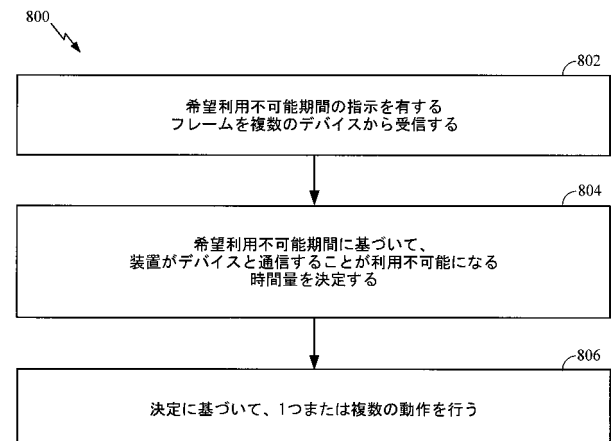 800
802
希望利用不可能期間の指示を有する
フレームを複数のデバイスから受信する
804
希望利用不可能期間に基づいて、
装置がデバイスと通信することが利用不可能になる
時間量を決定する
806
決定に基づいて、1つまたは複数の動作を行う